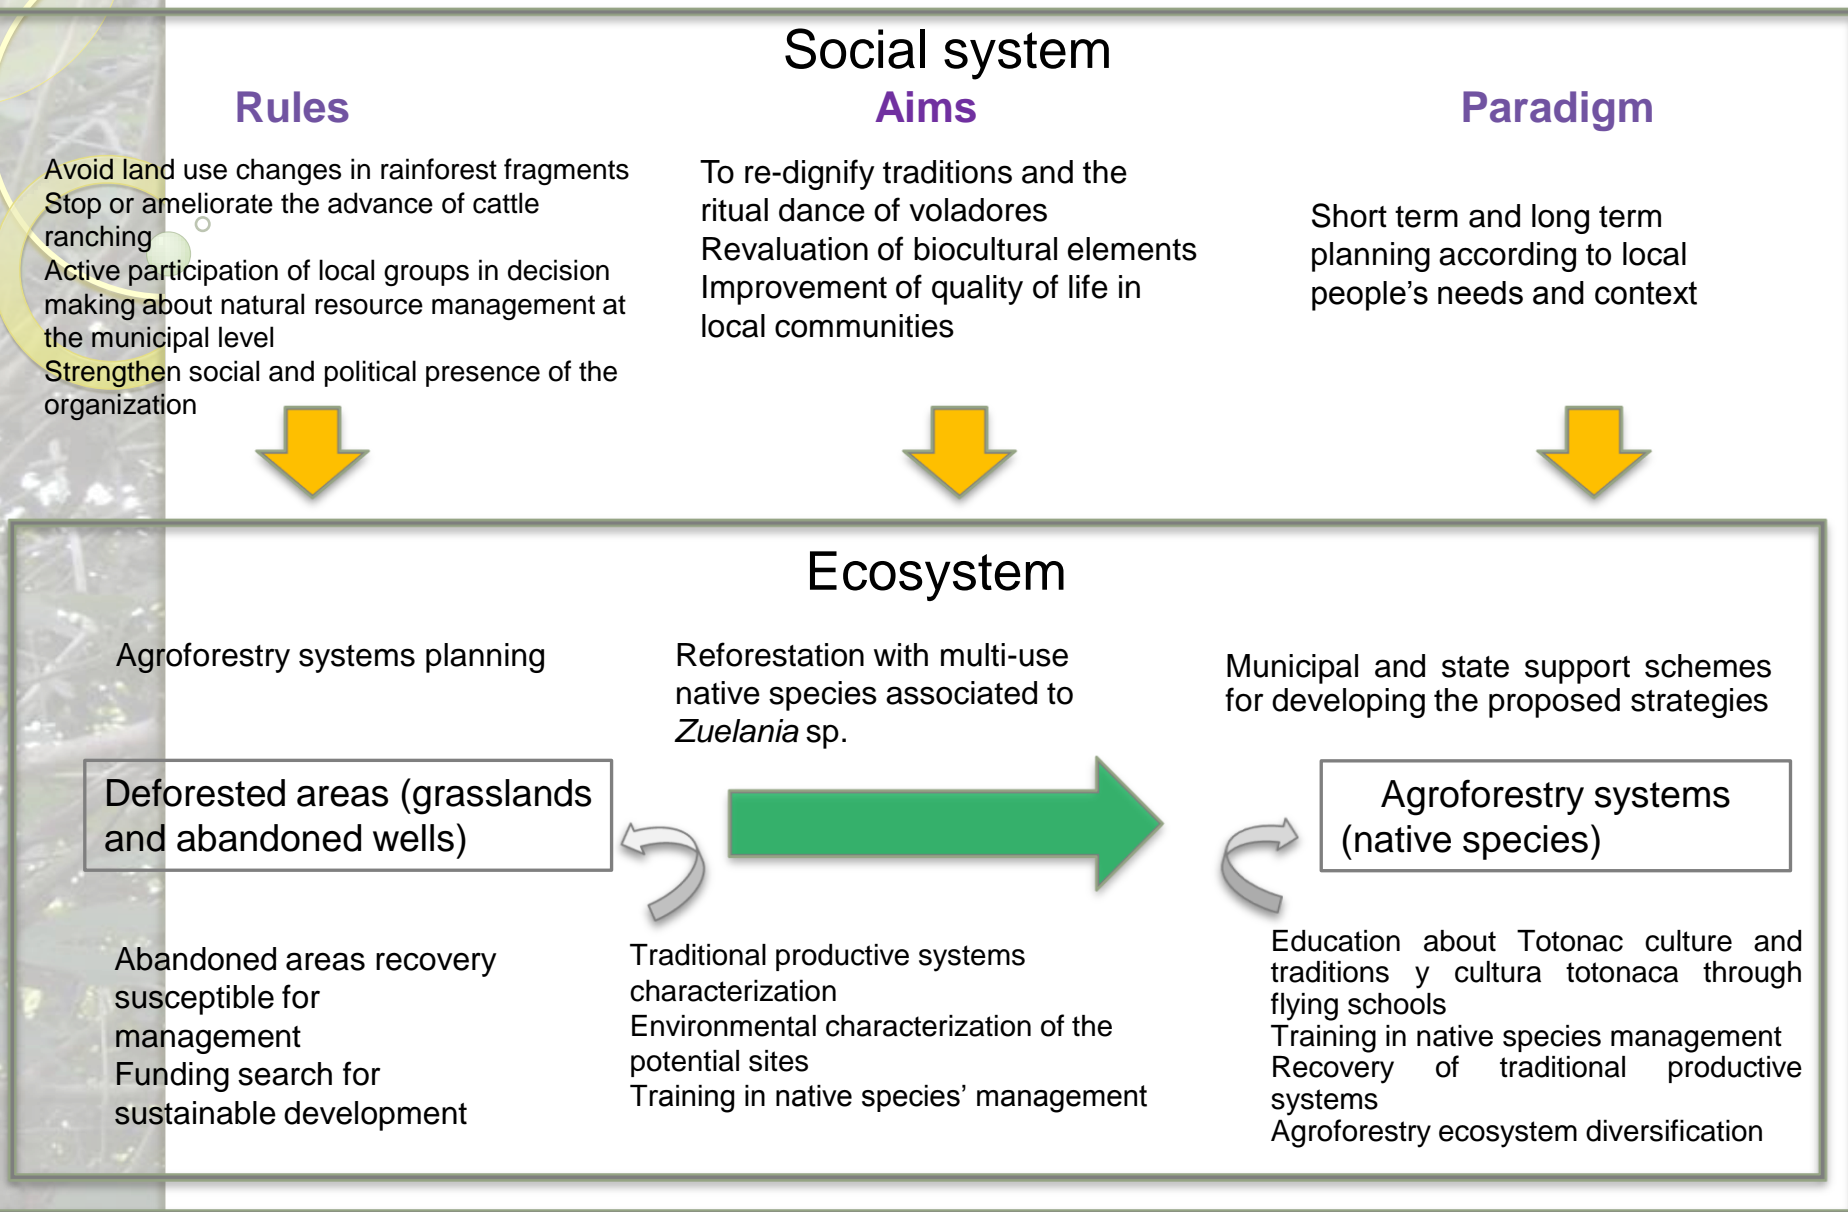 Social system
Rules
Avoid land use changes in rainforest fragments
Stop or ameliorate the advance of cattle
ranching
Active participation of local groups in decision
making about natural resource management at
the municipal level
Strengthen social and political presence of the
organization
Aims
To re-dignify traditions and the
ritual dance of voladores
Revaluation of biocultural elements
Improvement of quality of life in
local communities
Paradigm
Short term and long term
planning according to local
people’s needs and context
Ecosystem
Agroforestry systems planning
Reforestation with multi-use
native species associated to
Zuelania sp.
Municipal and state support schemes
for developing the proposed strategies
Deforested areas (grasslands
and abandoned wells)
Agroforestry systems
(native species)
Abandoned areas recovery
susceptible for
management
Funding search for
sustainable development
Traditional productive systems
characterization
Environmental characterization of the
potential sites
Training in native species’ management
Education about Totonac culture and
traditions y cultura totonaca through
flying schools
Training in native species management
Recovery of traditional productive
systems
Agroforestry ecosystem diversification